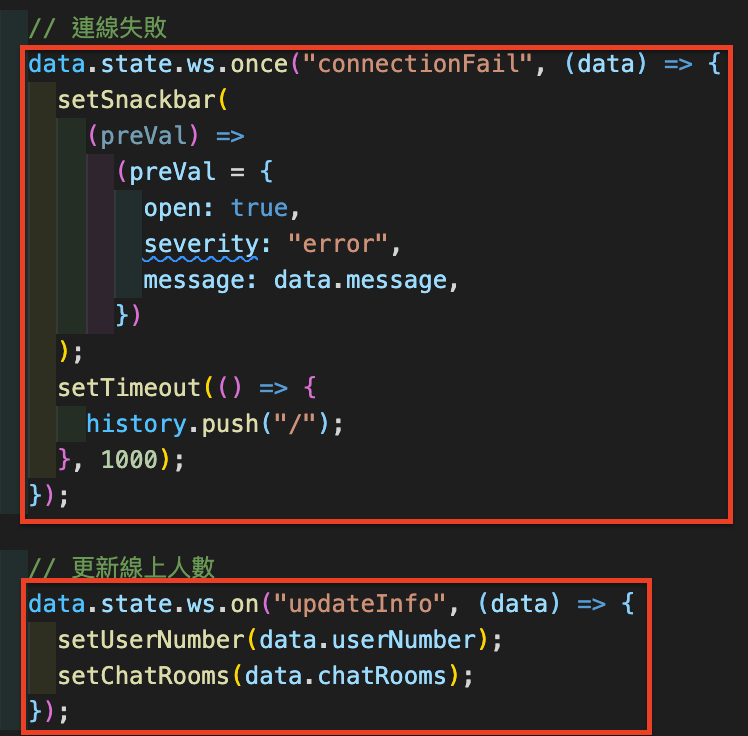 // 連線失敗
data.state.ws.once("connectionFail", (data) => {
setSnackbar(
(preVal) =>
(preVal = {
open: true,
severity: "error",
message: data.message,
})
);
setTimeout(() => {
history.push("/");
}, 1000);
});
// 更新線上人數
data.state.ws.on("updateInfo", (data) => {
setUserNumber(data.userNumber);
setChatRooms(data.chatRooms);
});